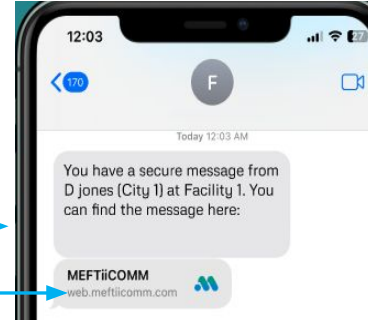 12:03
27
170
F
Today 12:03 AM
You have a secure message from
D jones (City 1) at Facility 1. You
can find the message here:
MEFTiiCOMM
web.meftiicomm.com